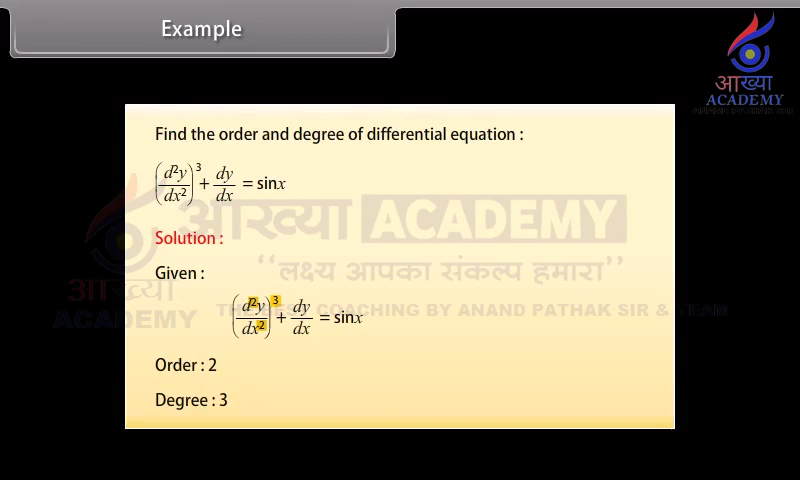 Example
आख्या
ACADEMY
Find the order and degree of differential equation :
(d²y/dx²)³ + dy/dx = sinx
आख्या ACADEMY
Solution :
Given :
‘‘लक्ष्य आपका संकल्प हमारा’’
आख्या
ACADEMY
(d²y/dx²)³ + dy/dx = sinx
COACHING BY ANAND PATHAK SIR & TEAM
Order : 2
Degree : 3